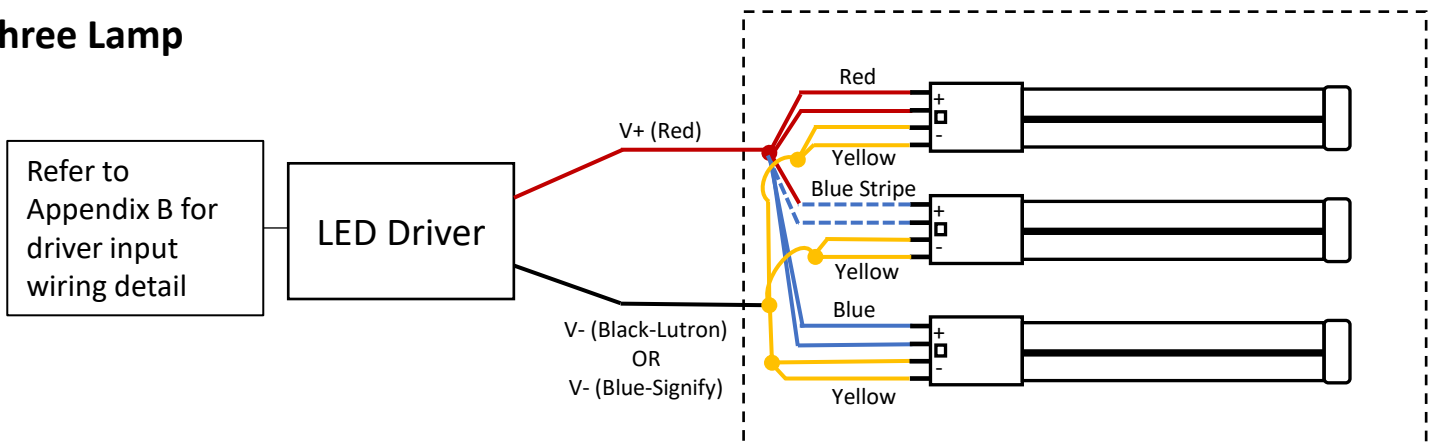 hree Lamp
Refer to
Appendix B for
driver input
wiring detail
LED Driver
V+ (Red)
V- (Black-Lutron)
OR
V- (Blue-Signify)
Red
+
-
Yellow
Blue Stripe
+
-
Yellow
Blue
+
-
Yellow